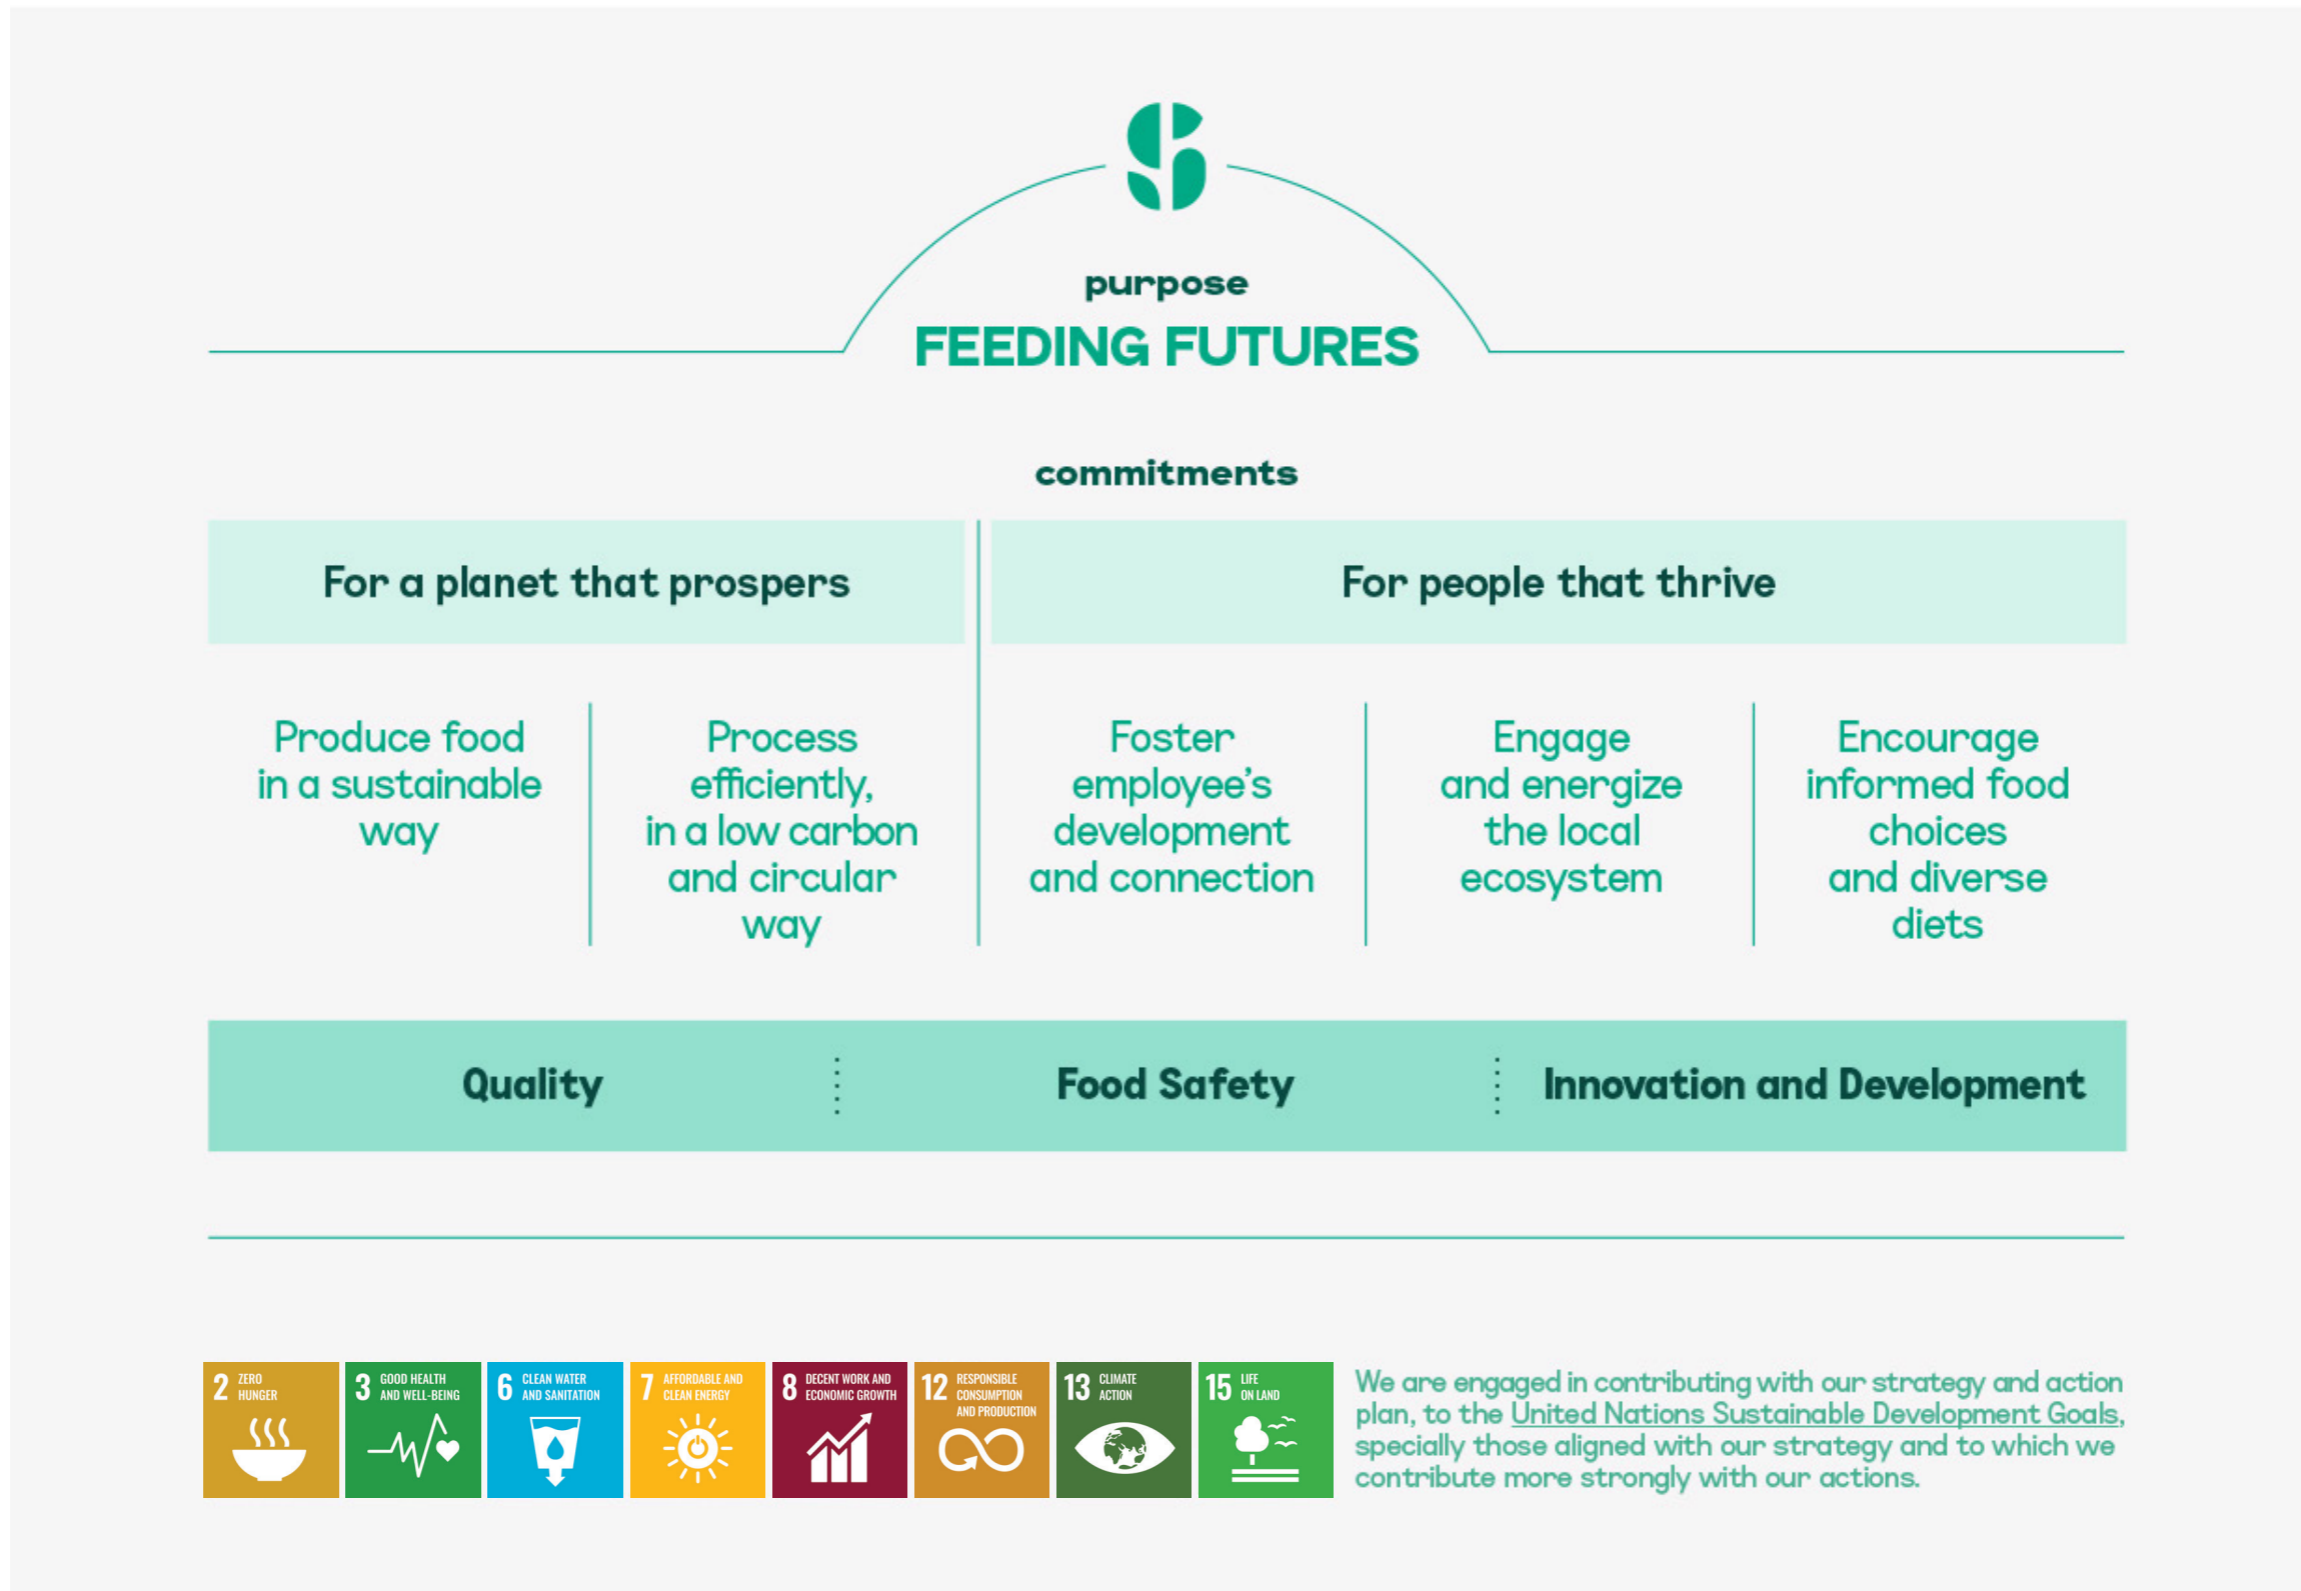 purpose
FEEDING FUTURES
commitments
For a planet that prospers
For people that thrive
Produce food
in a sustainable
way
Process
efficiently,
in a low carbon
and circular
way
Foster
employee's
development
and connection
Engage
and energize
the local
ecosystem
Encourage
informed food
choices
and diverse
diets
Quality
Food Safety
Innovation and Development
2 ZERO
HUNGER
3 GOOD HEALTH
AND WELL-BEING
6 CLEAN WATER
AND SANITATION
7 AFFORDABLE AND
CLEAN ENERGY
8 DECENT WORK AND
ECONOMIC GROWTH
12 RESPONSIBLE
CONSUMPTION
AND PRODUCTION
13 CLIMATE
ACTION
15 LIFE
ON LAND
We are engaged in contributing with our strategy and action
plan, to the United Nations Sustainable Development Goals,
specially those aligned with our strategy and to which we
contribute more strongly with our actions.